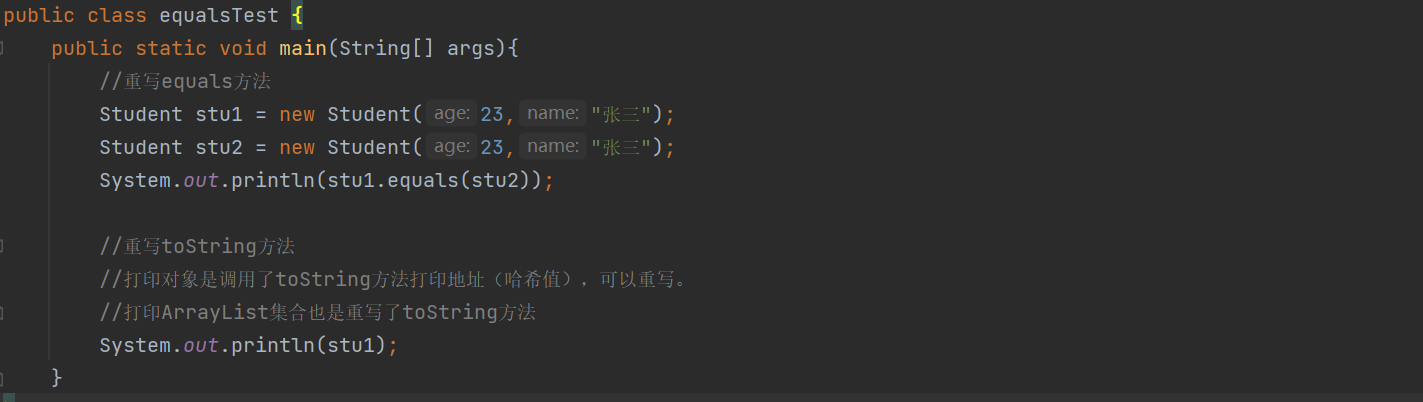 public class equalsTest {
public static void main(String[] args){
//重写equals方法
Student stu1 = new Student( age: 23, name: "张三");
Student stu2 = new Student( age: 23, name: "张三");
System.out.println(stu1.equals(stu2));
//重写toString方法
//打印对象是调用了toString方法打印地址（哈希值），可以重写。
//打印ArrayList集合也是重写了toString方法
System.out.println(stu1);
}